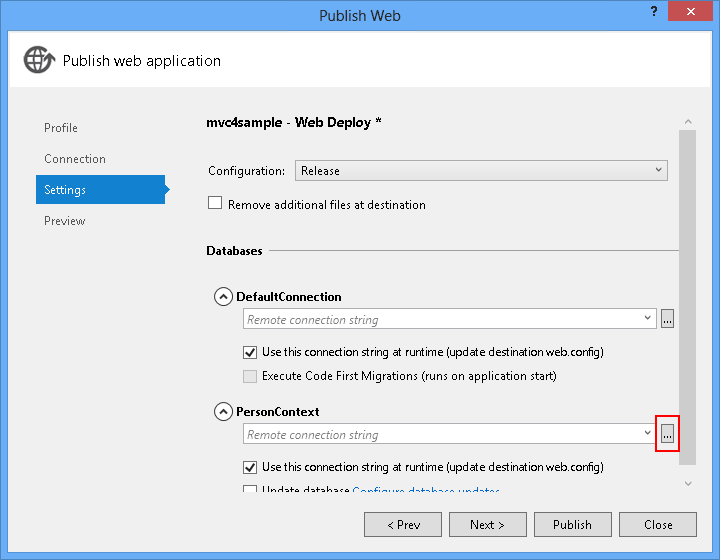 Publish Web
?
Publish web application
Profile
Connection
Settings
Preview
mvc4sample - Web Deploy *
Configuration: Release
Remove additional files at destination
Databases
DefaultConnection
Remote connection string
...
Use this connection string at runtime (update destination web.config)
Execute Code First Migrations (runs on application start)
PersonContext
Remote connection string
...
Use this connection string at runtime (update destination web.config)
Update database Configure database updates
< Prev
Next >
Publish
Close